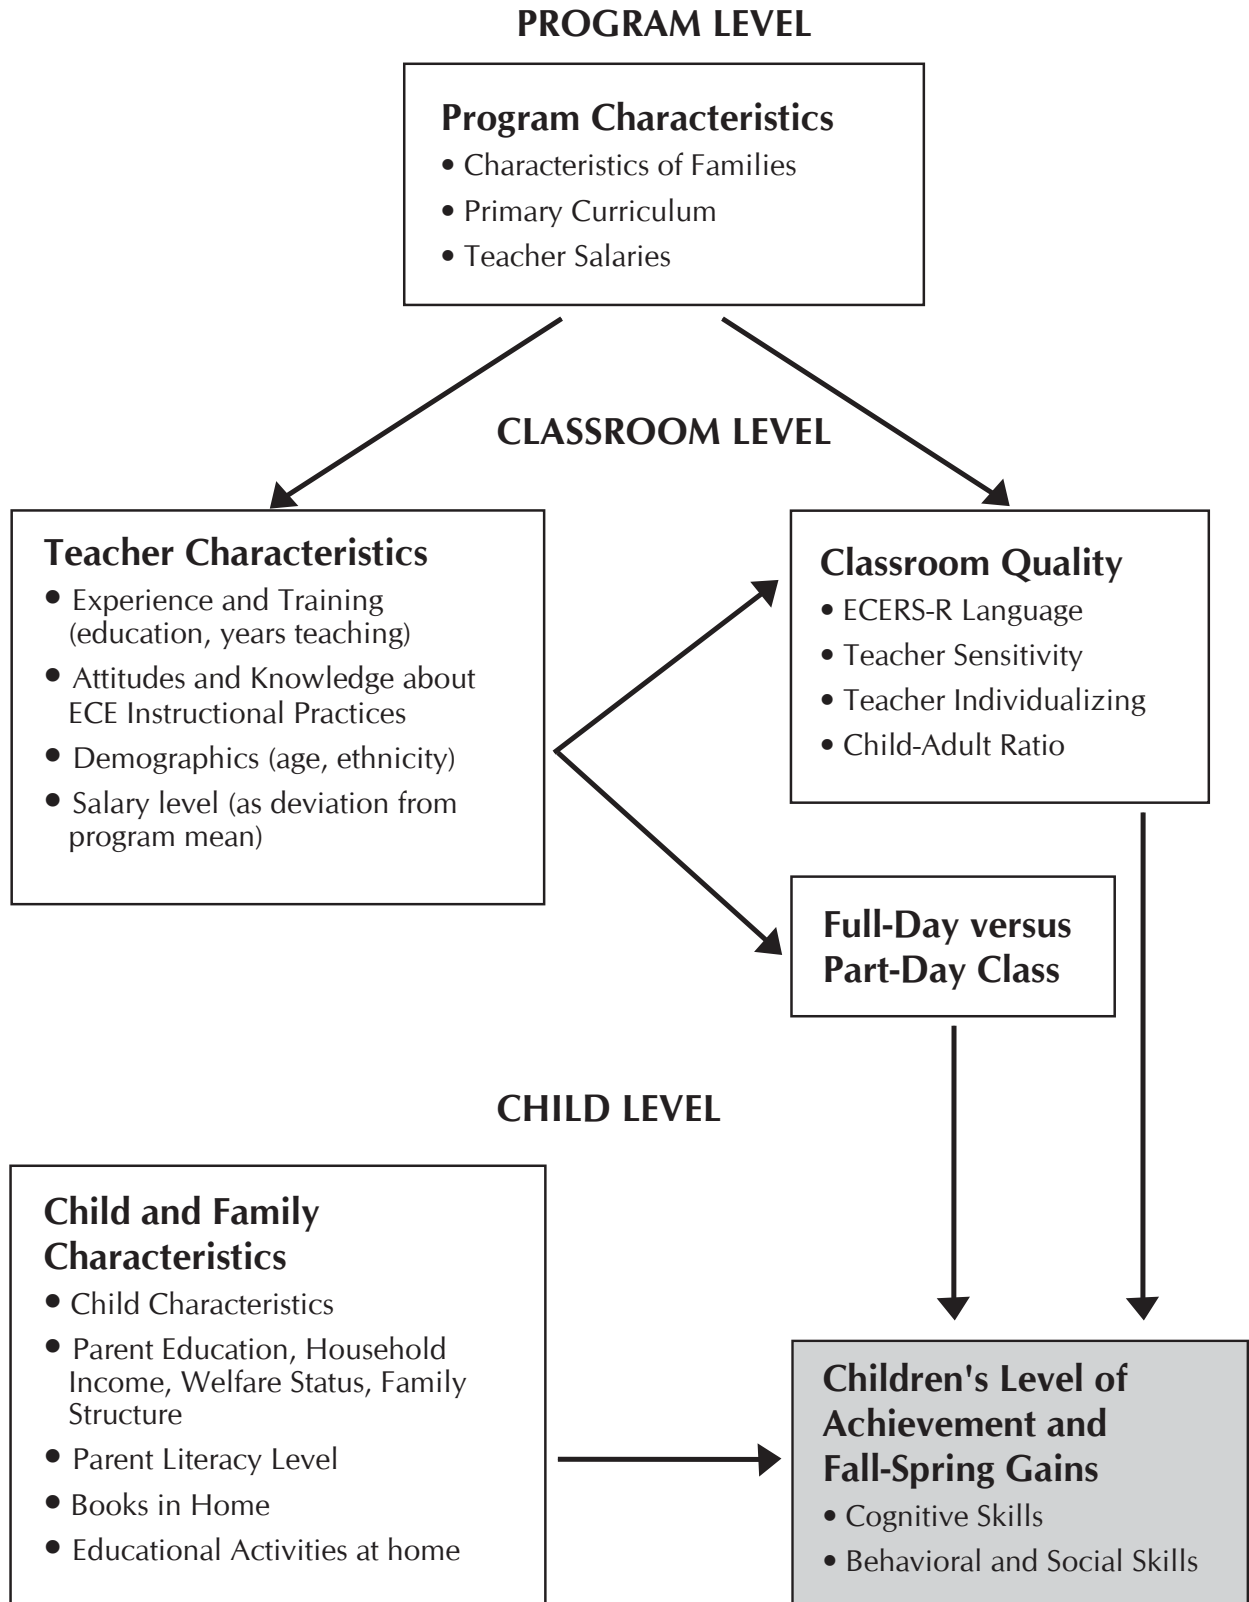 PROGRAM LEVEL
Program Characteristics
• Characteristics of Families
• Primary Curriculum
• Teacher Salaries
CLASSROOM LEVEL
Teacher Characteristics
• Experience and Training
(education, years teaching)
• Attitudes and Knowledge about
ECE Instructional Practices
• Demographics (age, ethnicity)
• Salary level (as deviation from
program mean)
Classroom Quality
• ECERS-R Language
• Teacher Sensitivity
• Teacher Individualizing
• Child-Adult Ratio
Full-Day versus
Part-Day Class
CHILD LEVEL
Child and Family
Characteristics
• Child Characteristics
• Parent Education, Household
Income, Welfare Status, Family
Structure
• Parent Literacy Level
• Books in Home
• Educational Activities at home
Children's Level of
Achievement and
Fall-Spring Gains
• Cognitive Skills
• Behavioral and Social Skills